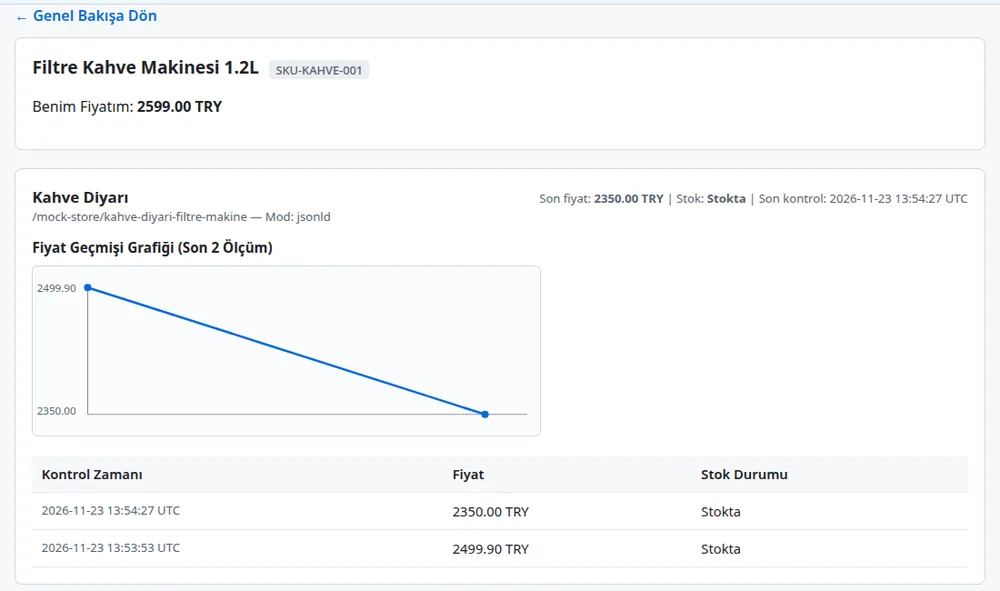 ← Genel Bakışa Dön
Filtre Kahve Makinesi 1.2L SKU-KAHVE-001
Benim Fiyatım: 2599.00 TRY
Kahve Diyarı
Son fiyat: 2350.00 TRY | Stok: Stokta | Son kontrol: 2026-11-23 13:54:27 UTC
/mock-store/kahve-diyari-filtre-makine — Mod: jsonld
Fiyat Geçmişi Grafiği (Son 2 Ölçüm)
2499.90
2350.00
Kontrol Zamanı Fiyat Stok Durumu
2026-11-23 13:54:27 UTC 2350.00 TRY Stokta
2026-11-23 13:53:53 UTC 2499.90 TRY Stokta